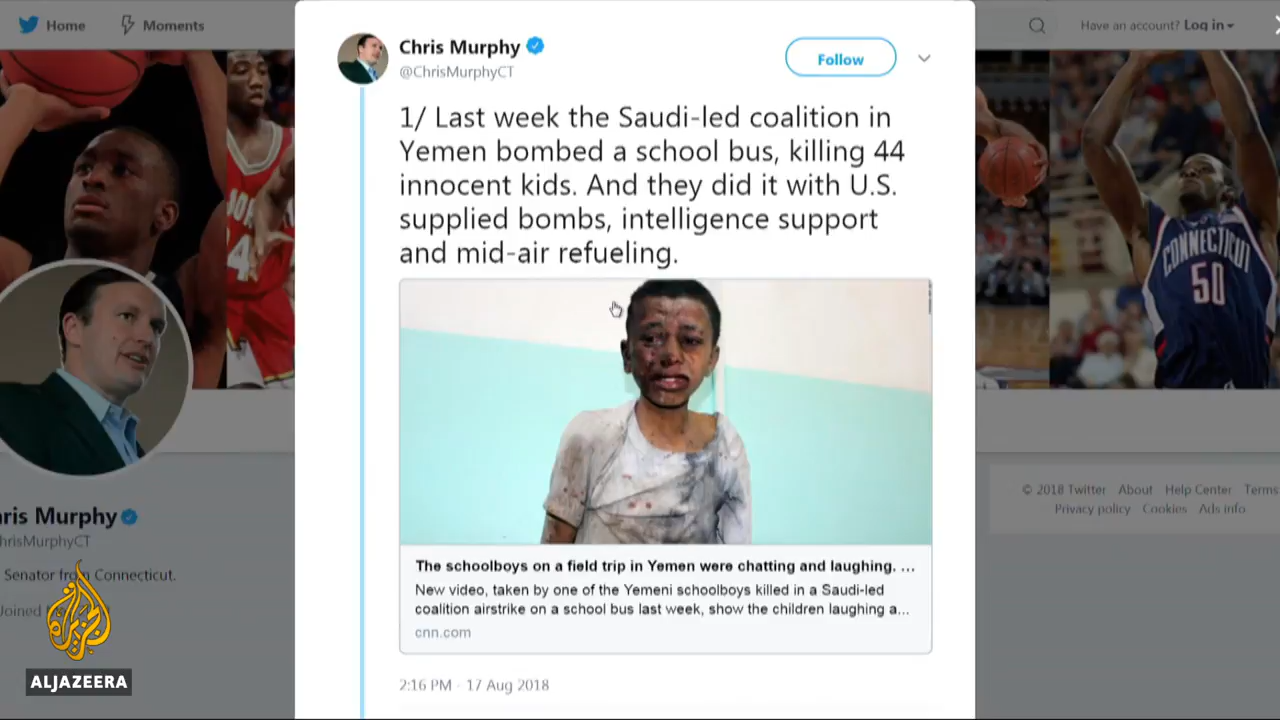 Home
Moments
Have an account? Log in
Chris Murphy
@ChrisMurphyCT
Follow
1/ Last week the Saudi-led coalition in
Yemen bombed a school bus, killing 44
innocent kids. And they did it with U.S.
supplied bombs, intelligence support
and mid-air refueling.
The schoolboys on a field trip in Yemen were chatting and laughing. ...
New video, taken by one of the Yemeni schoolboys killed in a Saudi-led
coalition airstrike on a school bus last week, show the children laughing a...
cnn.com
2:16 PM · 17 Aug 2018
ris Murphy
hrisMurphyCT
Senator from Connecticut.
Joined
CONNECTICUT
50
© 2018 Twitter About Help Center Terms
Privacy policy Cookies Ads info
الجزيرة
ALJAZEERA